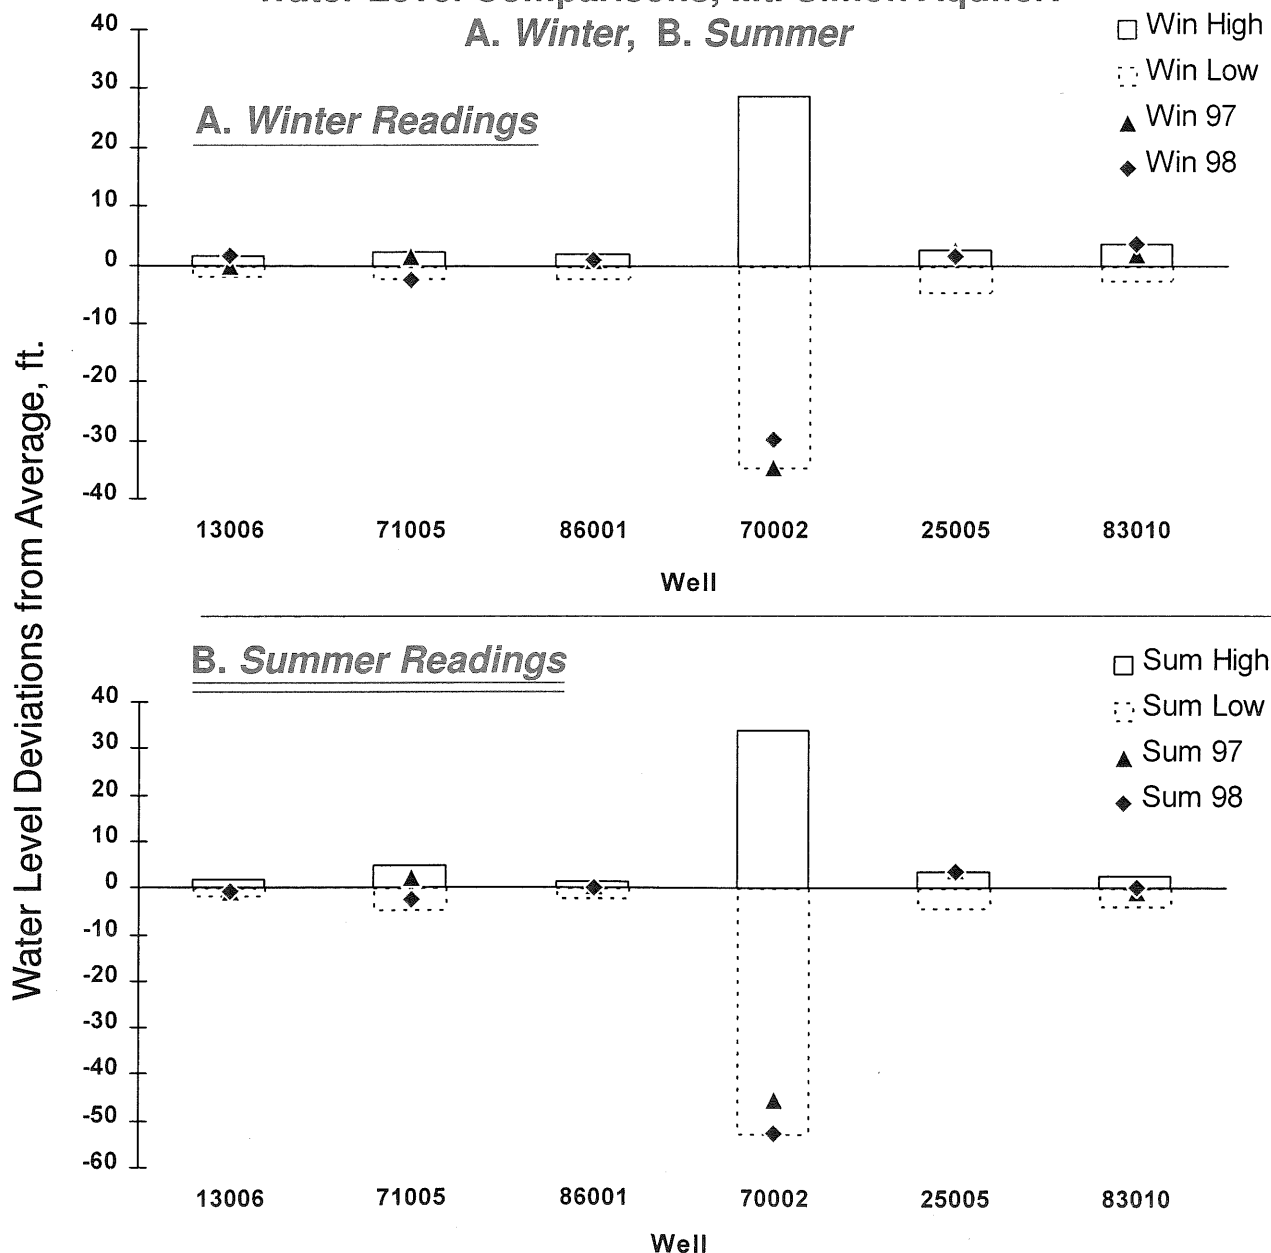 A. Winter, B. Summer
Win High
Win Low
Win 97
Win 98
A. Winter Readings
40
30
20
10
0
-10
-20
-30
-40
13006 71005 86001 70002 25005 83010
Well
Water Level Deviations from Average, ft.
B. Summer Readings
Sum High
Sum Low
Sum 97
Sum 98
40
30
20
10
0
-10
-20
-30
-40
-50
-60
13006 71005 86001 70002 25005 83010
Well